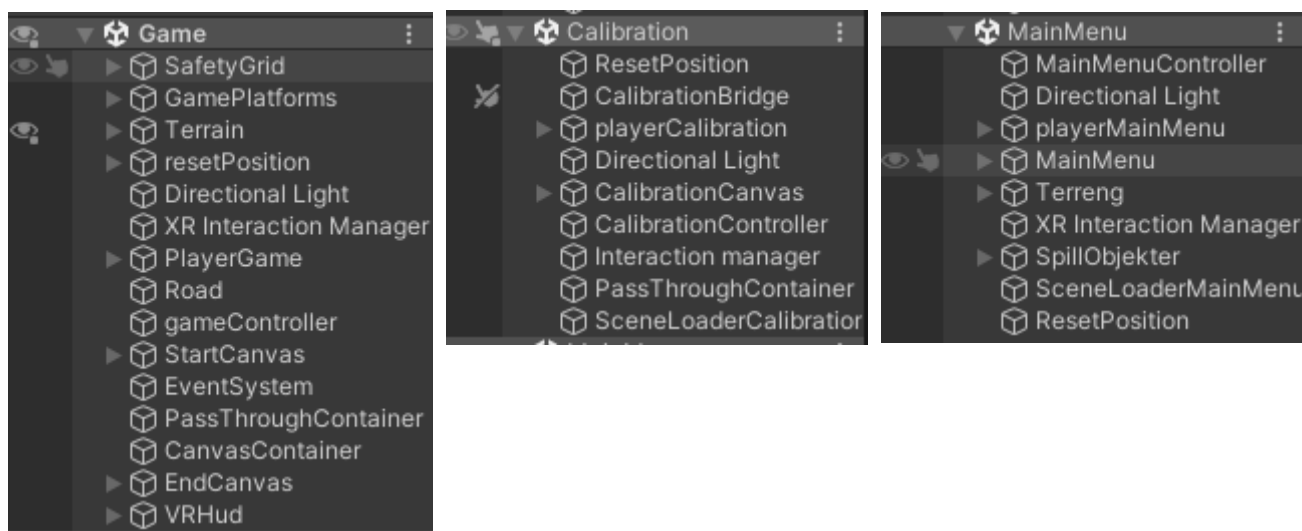 Game
SafetyGrid
GamePlatforms
Terrain
resetPosition
Directional Light
XR Interaction Manager
PlayerGame
Road
gameController
StartCanvas
EventSystem
PassThroughContainer
CanvasContainer
EndCanvas
VRHud
Calibration
ResetPosition
CalibrationBridge
playerCalibration
Directional Light
CalibrationCanvas
CalibrationController
Interaction manager
PassThroughContainer
SceneLoaderCalibration
MainMenu
MainMenuController
Directional Light
playerMainMenu
MainMenu
Terreng
XR Interaction Manager
SpillObjekter
SceneLoaderMainMenu
ResetPosition